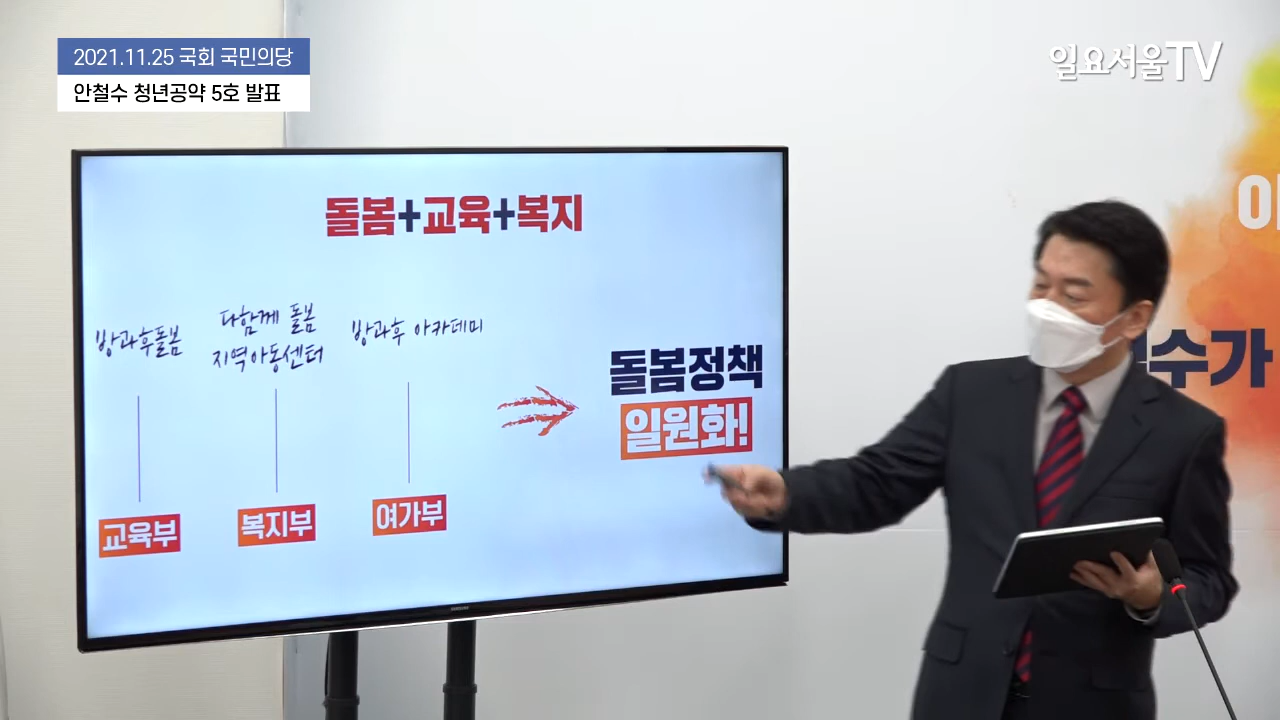 2021.11.25 국회 국민의당
안철수 청년공약 5호 발표
일요서울TV
돌봄+교육+복지
방과후돌봄
다함께 돌봄
지역아동센터
방과후 아카데미
돌봄정책
일원화!
교육부
복지부
여가부
SAMSUNG
수가